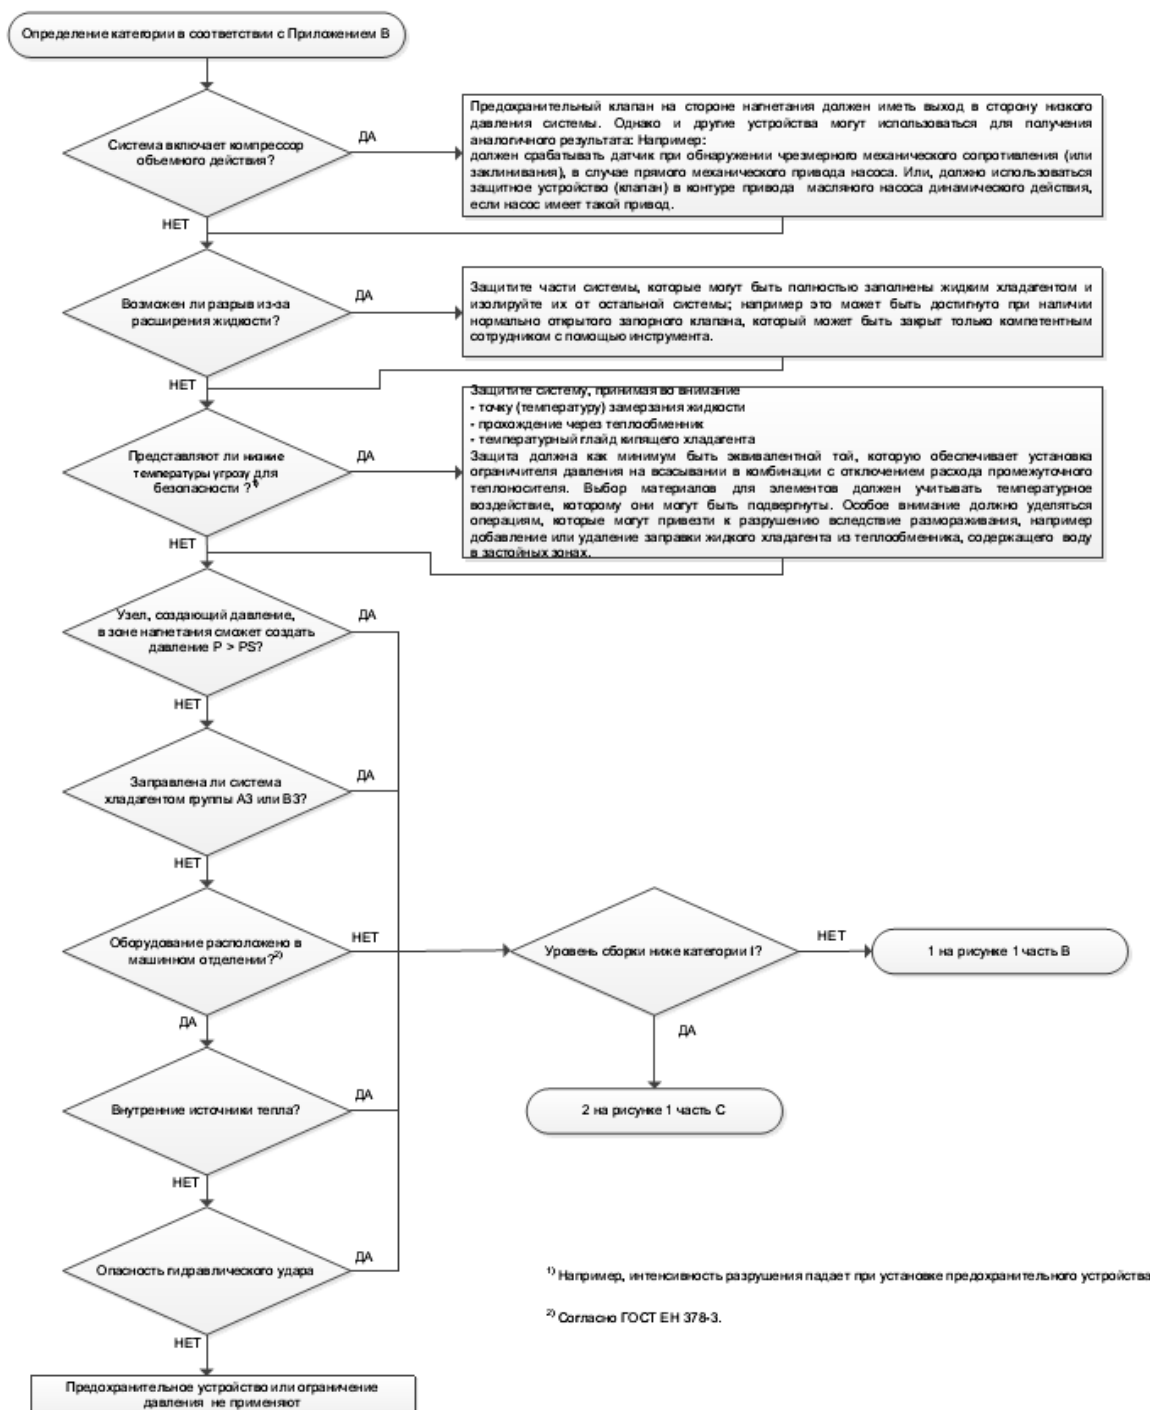 Определение категории в соответствии с Приложением В
Система включает компрессор
объемного действия?
ДА
Предохранительный клапан на стороне нагнетания должен иметь выход в сторону низкого
давления системы. Однако и другие устройства могут использоваться для получения
аналогичного результата: Например:
должен срабатывать датчик при обнаружении чрезмерного механического сопротивления (или
заклинивания), в случае прямого механического привода насоса. Или, должно использоваться
защитное устройство (клапан) в контуре привода масляного насоса динамического действия,
если насос имеет такой привод.
НЕТ
Возможен ли разрыв из-за
расширения жидкости?
ДА
Защитите части системы, которые могут быть полностью заполнены жидким хладагентом и
изолируйте их от остальной системы; например это может быть достигнуто при наличии
нормально открытого запорного клапана, который может быть закрыт только компетентным
сотрудником с помощью инструмента.
НЕТ
Представляют ли низкие
температуры угрозу для
безопасности ?¹⁾
ДА
Защитите систему, принимая во внимание
- точку (температуру) замерзания жидкости
- прохождение через теплообменник
- температурный глайд кипящего хладагента
Защита должна как минимум быть эквивалентной той, которую обеспечивает установка
ограничителя давления на всасывании в комбинации с отключением расхода промежуточного
теплоносителя. Выбор материалов для элементов должен учитывать температурное
воздействие, которому они могут быть подвергнуты. Особое внимание должно уделяться
операциям, которые могут привезти к разрушению вследствие размораживания, например
добавление или удаление заправки жидкого хладагента из теплообменника, содержащего воду
в застойных зонах.
НЕТ
Узел, создающий давление,
в зоне нагнетания сможет создать
давление P > PS?
ДА
НЕТ
Заправлена ли система
хладагентом группы А3 или В3?
ДА
НЕТ
Оборудование расположено в
машинном отделении?²⁾
НЕТ
Уровень сборки ниже категории I?
НЕТ
1 на рисунке 1 часть В
ДА
2 на рисунке 1 часть С
ДА
Внутренние источники тепла?
ДА
НЕТ
Опасность гидравлического удара
ДА
НЕТ
Предохранительное устройство или ограничение
давления не применяют
¹⁾ Например, интенсивность разрушения падает при установке предохранительного устройства
²⁾ Согласно ГОСТ ЕН 378-3.